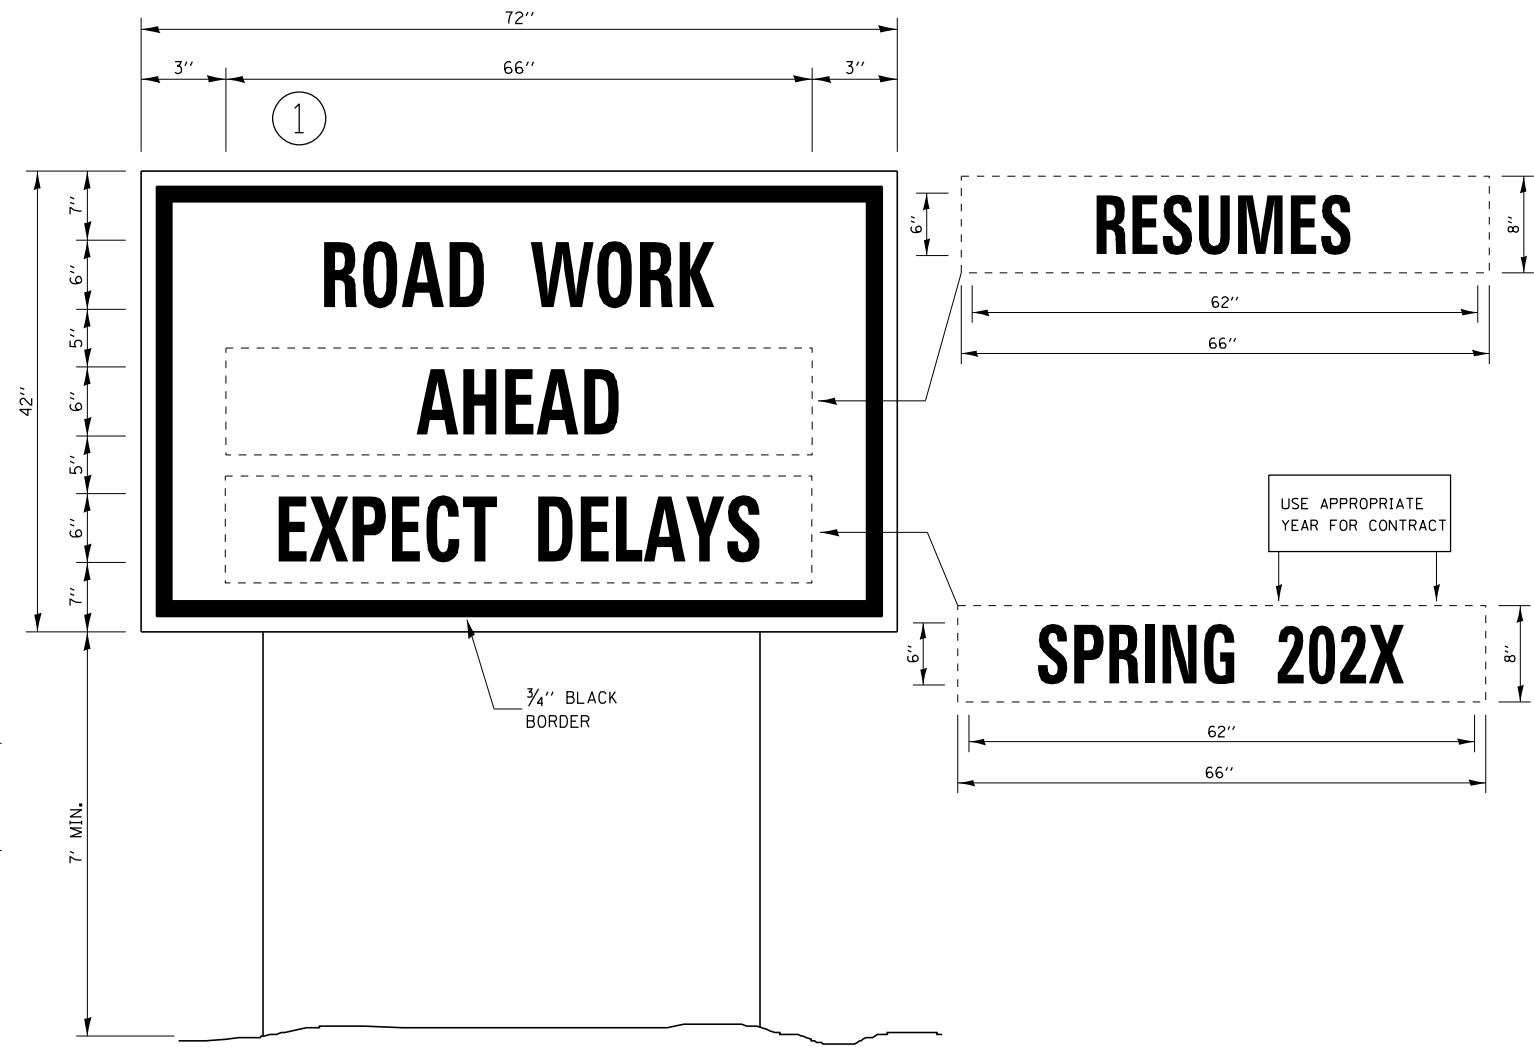 72''
3'' 66'' 3''
1
7''
6''
5''
6''
5''
6''
7''
42''
7' MIN.
ROAD WORK
AHEAD
EXPECT DELAYS
3/4'' BLACK
BORDER
6''
RESUMES
8''
62''
66''
USE APPROPRIATE
YEAR FOR CONTRACT
6''
SPRING 202X
8''
62''
66''